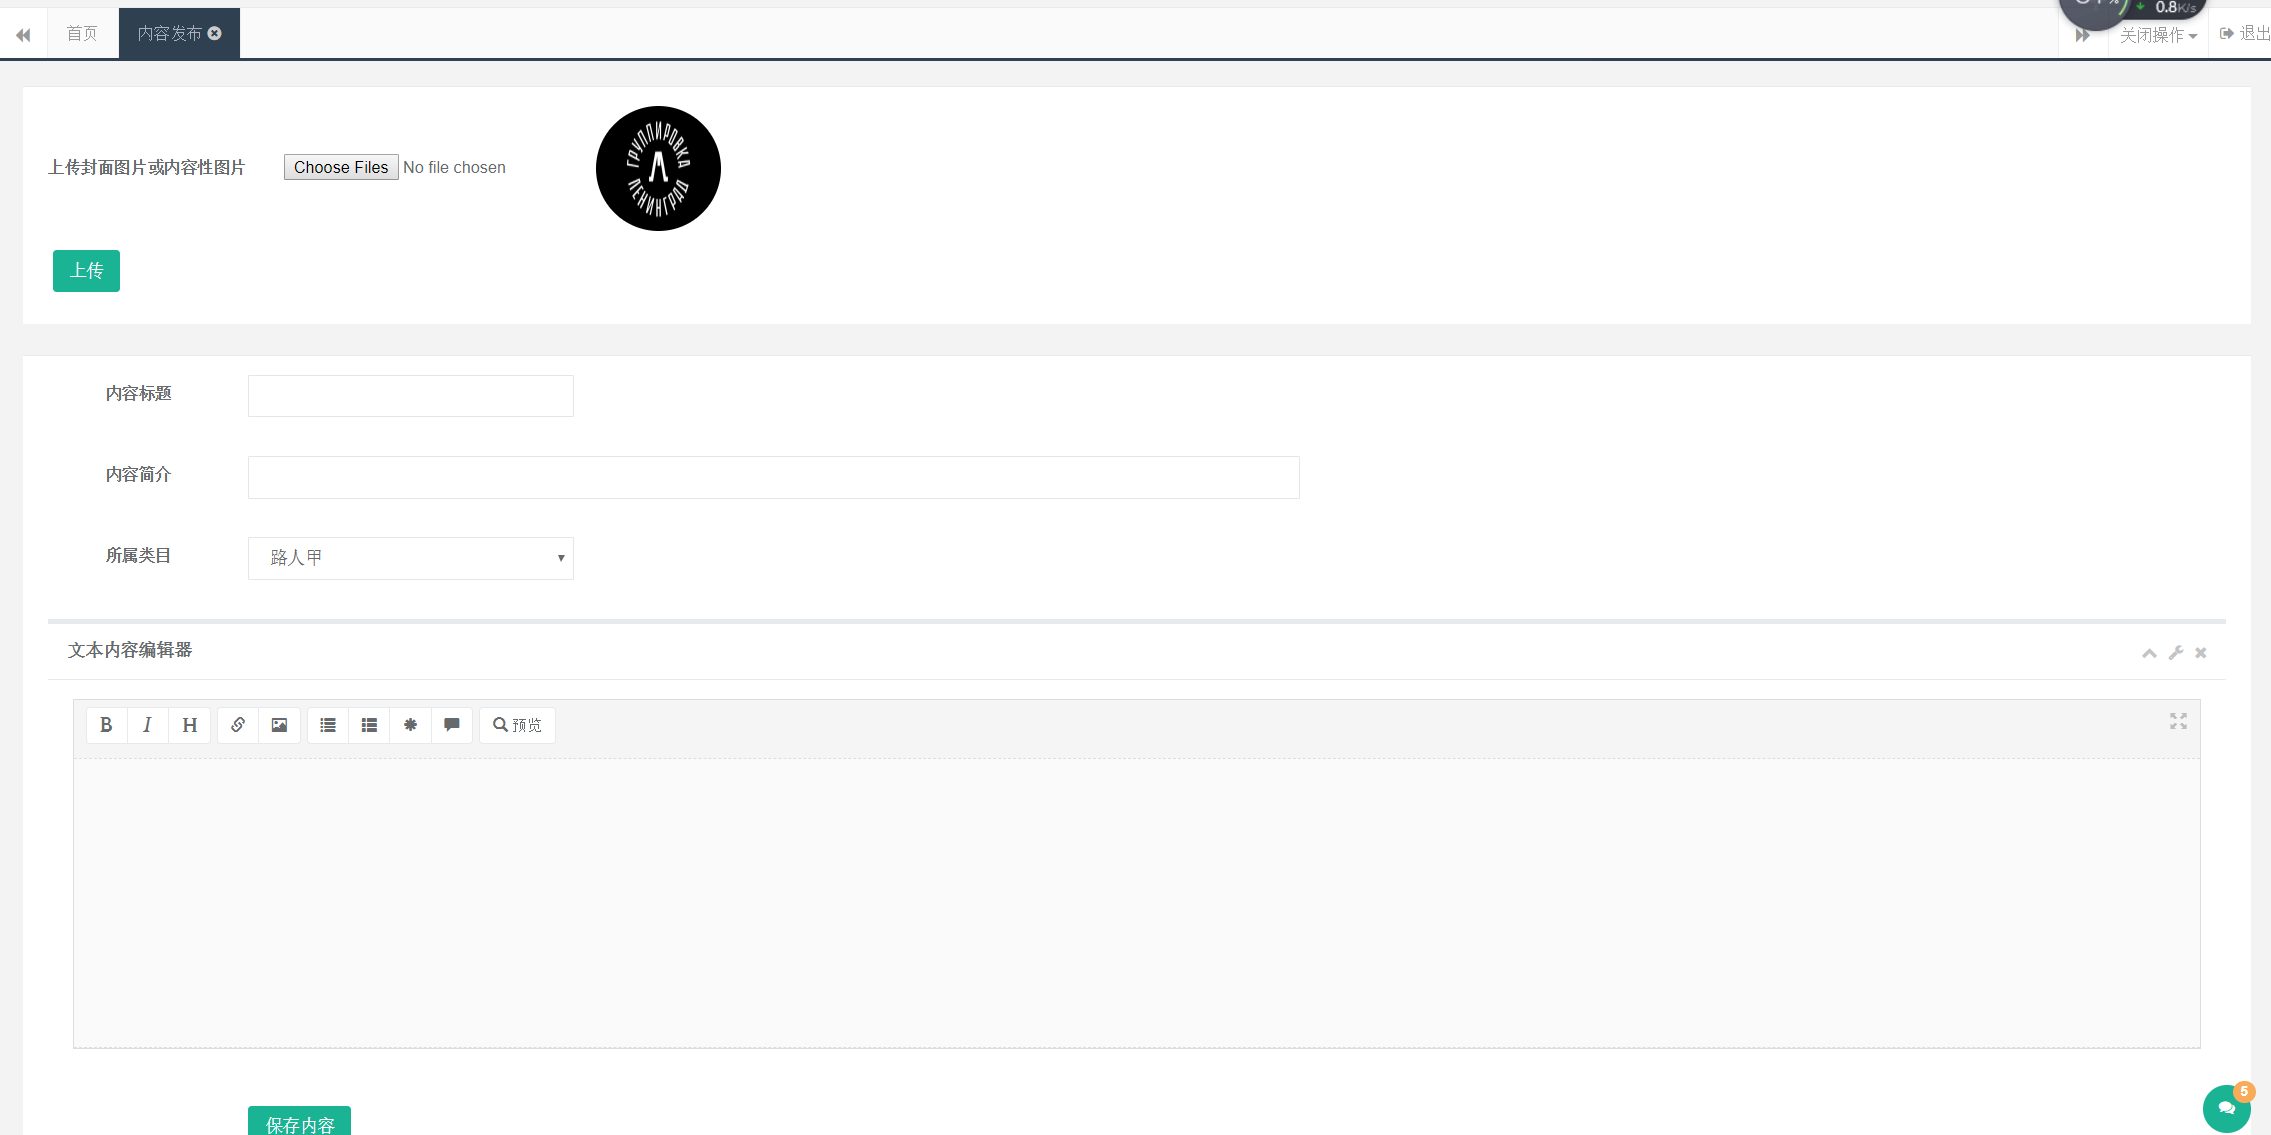 首页
内容发布
0.8K/s
关闭操作
退出
上传封面图片或内容性图片
Choose Files No file chosen
ГРУППИРОВКА
Л
ЛЕНИНГРАД
上传
内容标题
内容简介
所属类目
路人甲
文本内容编辑器
B I H
预览
5
保存内容